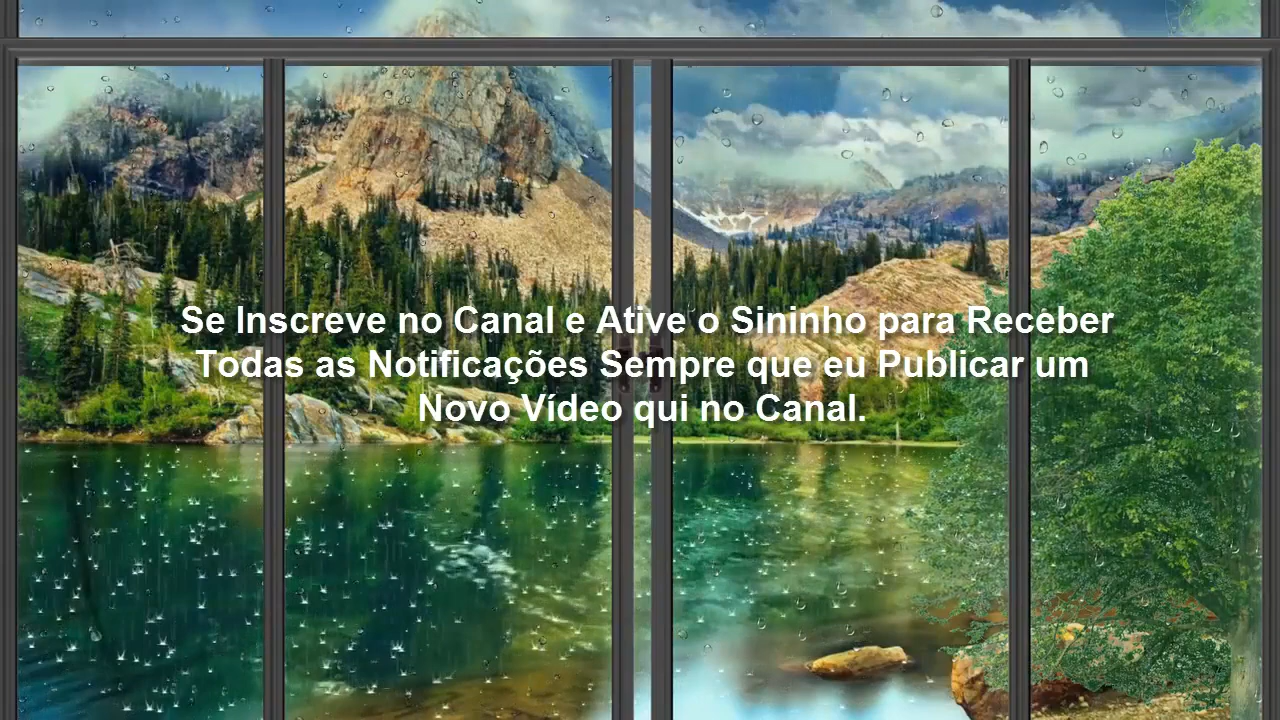 Se Inscreve no Canal e Ative o Sininho para Receber
Todas as Notificações Sempre que eu Publicar um
Novo Vídeo qui no Canal.